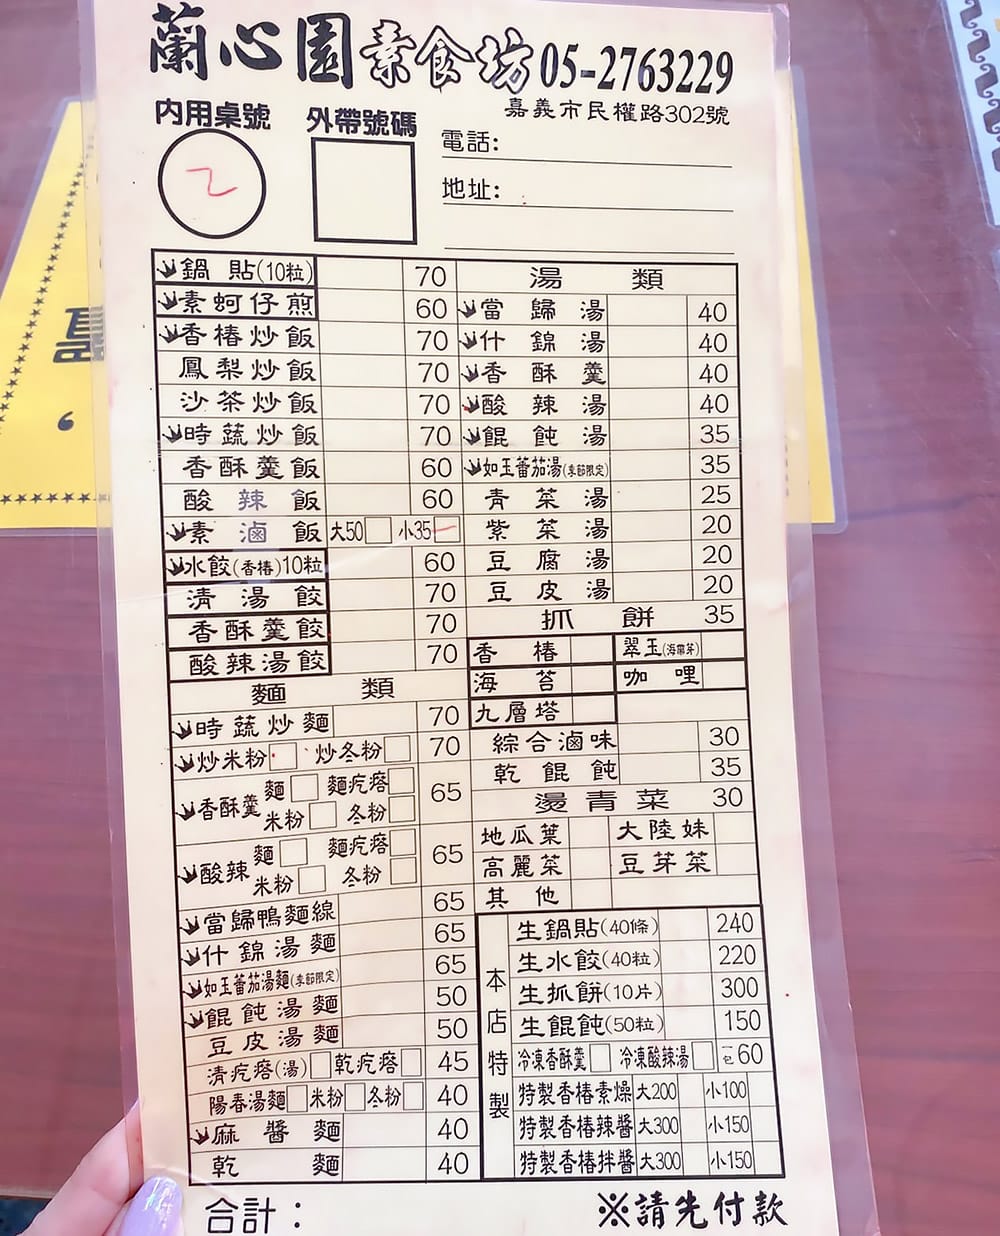 蘭心園素食坊 05-2763229
嘉義市民權路302號
內用桌號
外帶號碼
電話:
地址:
2
鍋貼(10粒) 70
素蚵仔煎 60
香椿炒飯 70
鳳梨炒飯 70
沙茶炒飯 70
時蔬炒飯 70
香酥羹飯 60
酸辣飯 60
素滷飯 大50 小35
水餃(香椿)10粒 60
清湯餃 70
香酥羹餃 70
酸辣湯餃 70
麵類
時蔬炒麵 70
炒米粉 炒冬粉 70
香酥羹 麵 麵疙瘩 米粉 冬粉 65
酸辣 麵 麵疙瘩 米粉 冬粉 65
當歸鴨麵線 65
什錦湯麵 65
如玉蕃茄湯麵(季節限定) 65
餛飩湯麵 50
豆皮湯麵 50
清疙瘩(湯) 乾疙瘩 45
陽春湯麵 米粉 冬粉 40
麻醬麵 40
乾麵 40
合計：
湯類
當歸湯 40
什錦湯 40
香酥羹 40
酸辣湯 40
餛飩湯 35
如玉蕃茄湯(季節限定) 35
青菜湯 25
紫菜湯 20
豆腐湯 20
豆皮湯 20
抓餅 35
香椿 翠玉(海帶芽)
海苔 咖哩
九層塔
綜合滷味 30
乾餛飩 35
燙青菜 30
地瓜葉 大陸妹
高麗菜 豆芽菜
其他
本店特製
生鍋貼(40條) 240
生水餃(40粒) 220
生抓餅(10片) 300
生餛飩(50粒) 150
冷凍香酥羹 冷凍酸辣湯 一包60
特製香椿素燥 大200 小100
特製香椿辣醬 大300 小150
特製香椿拌醬 大300 小150
※請先付款